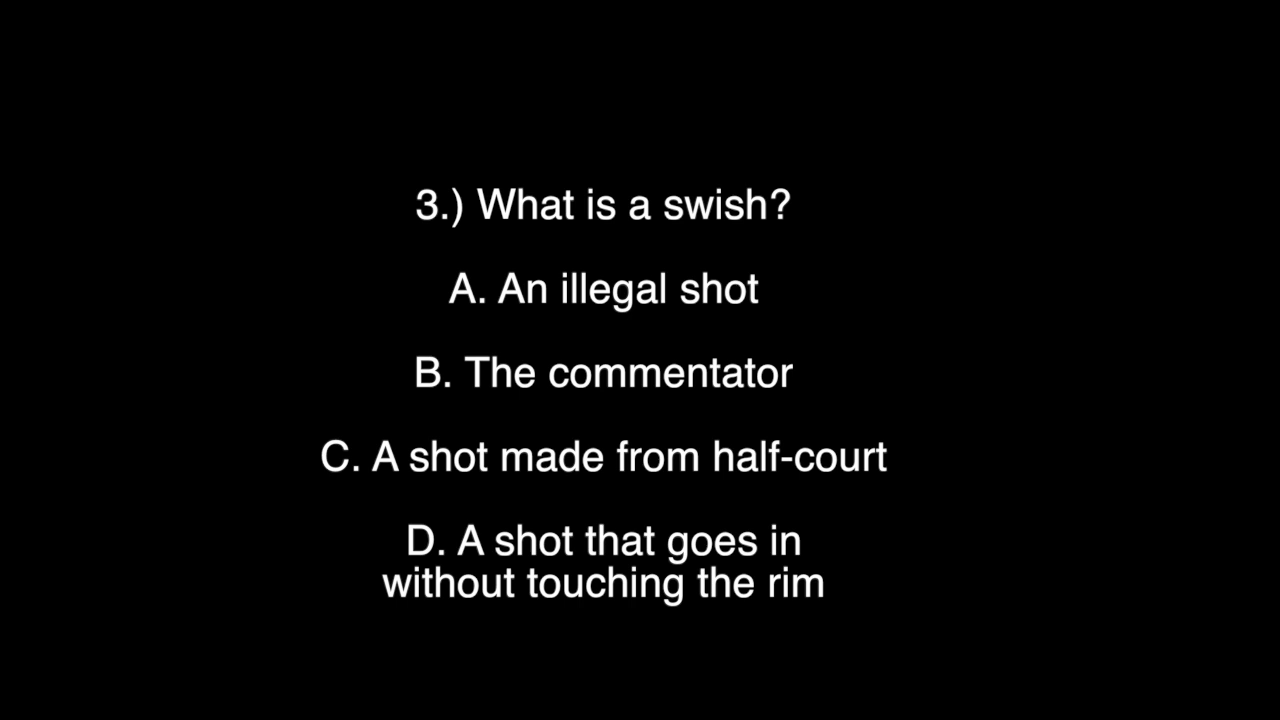 3.) What is a swish?
A. An illegal shot
B. The commentator
C. A shot made from half-court
D. A shot that goes in
without touching the rim